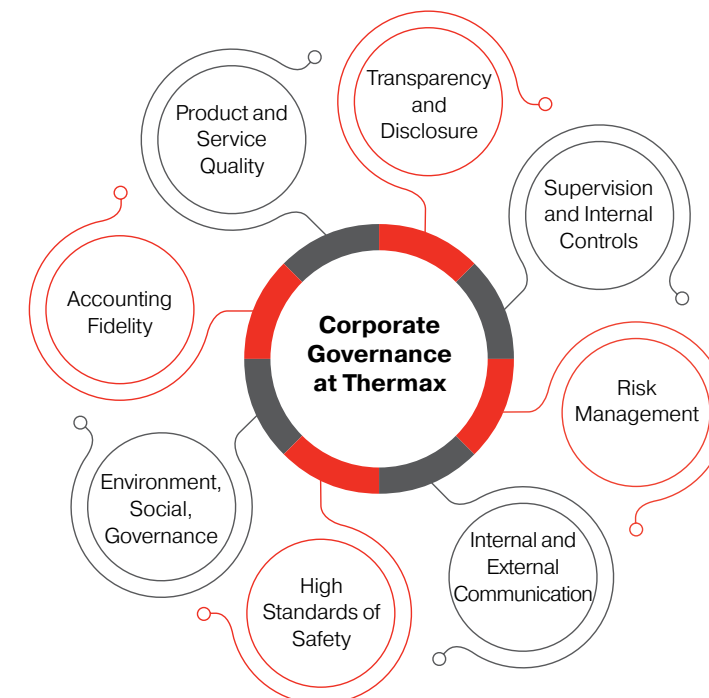 Transparency
and
Disclosure
Product and
Service
Quality
Supervision
and Internal
Controls
Accounting
Fidelity
Corporate
Governance
at Thermax
Risk
Management
Environment,
Social,
Governance
Internal and
External
Communication
High
Standards of
Safety